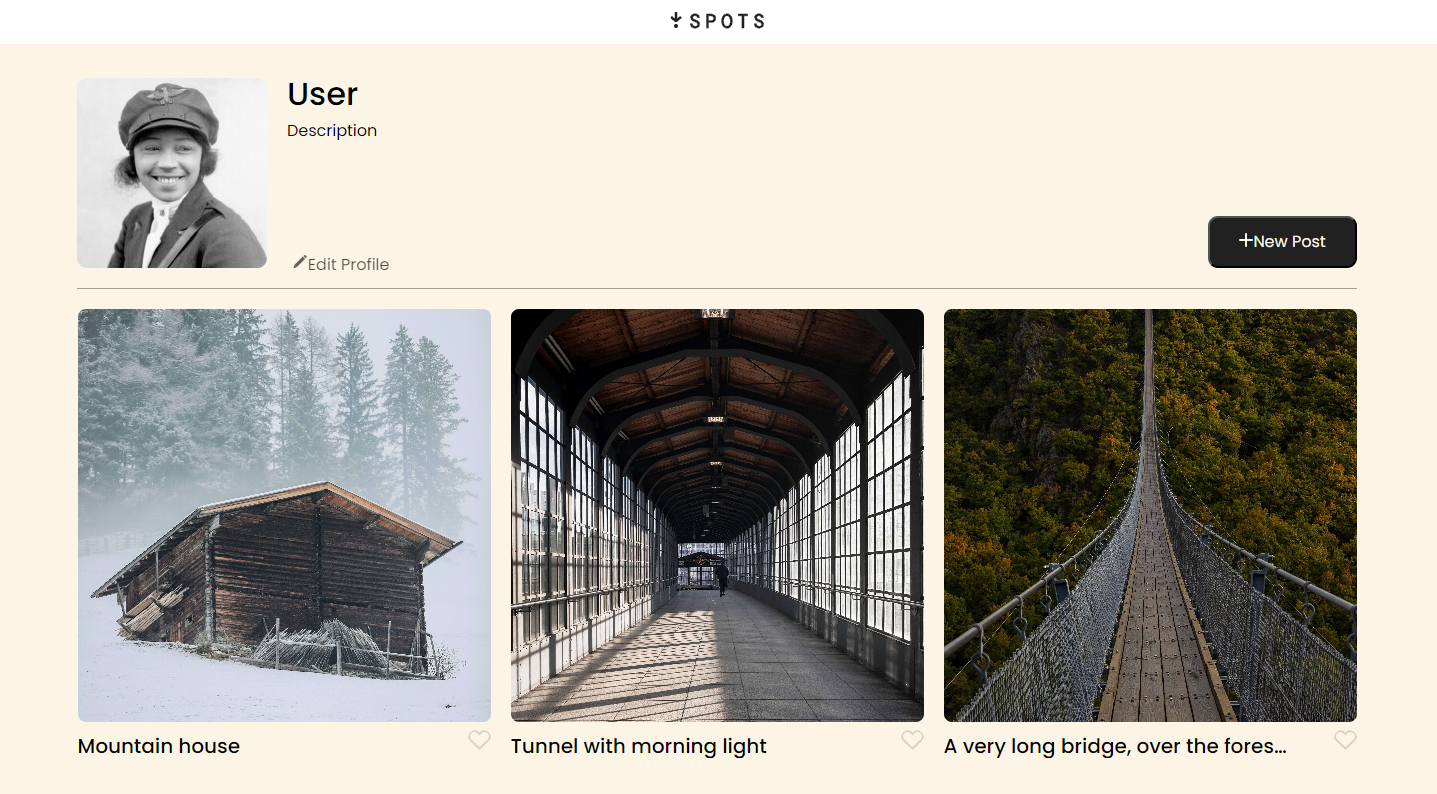 SPOTS
User
Description
Edit Profile
New Post
Mountain house
Tunnel with morning light
A very long bridge, over the fores...